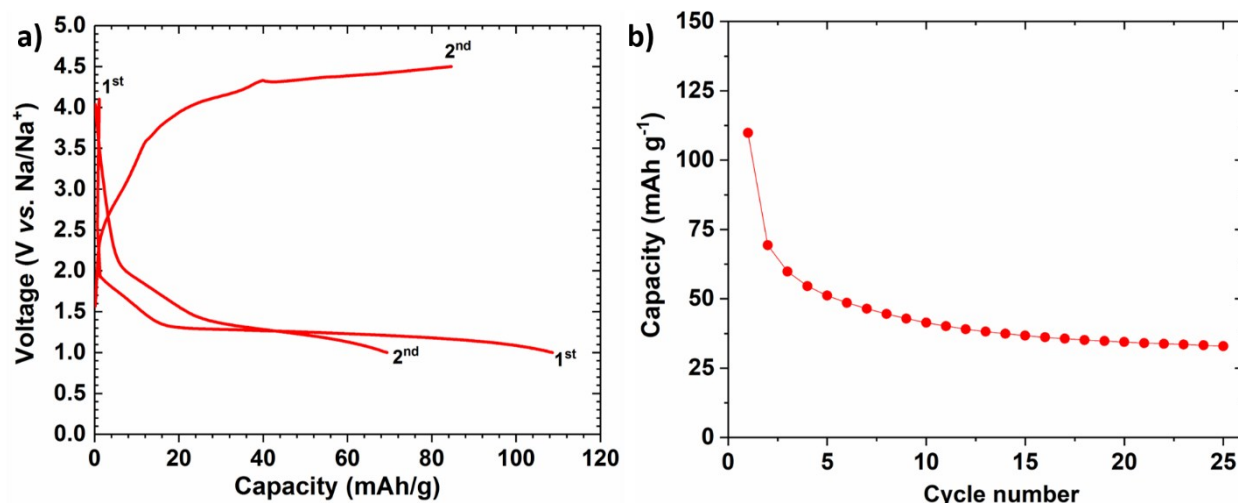 a)
Voltage (V vs. Na/Na⁺)
5.0
4.5
4.0
3.5
3.0
2.5
2.0
1.5
1.0
0.5
0.0
1ˢᵗ
2ⁿᵈ
2ⁿᵈ
1ˢᵗ
0 20 40 60 80 100 120
Capacity (mAh/g)
b)
Capacity (mAh g⁻¹)
150
125
100
75
50
25
0
0 5 10 15 20 25
Cycle number